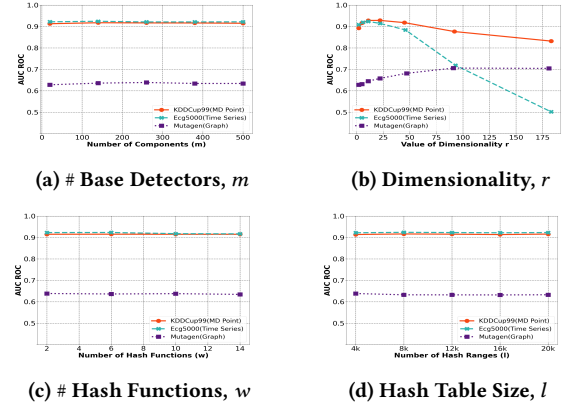 1.0
0.9
0.8
0.7
0.6
0.5
AUC ROC
KDDCup99(MD Point)
Ecg5000(Time Series)
Mutagen(Graph)
0 100 200 300 400 500
Number of Components (m)
(a) # Base Detectors, m
1.0
0.9
0.8
0.7
0.6
0.5
AUC ROC
KDDCup99(MD Point)
Ecg5000(Time Series)
Mutagen(Graph)
0 25 50 75 100 125 150 175
Value of Dimensionality r
(b) Dimensionality, r
1.0
0.9
0.8
0.7
0.6
0.5
AUC ROC
KDDCup99(MD Point)
Ecg5000(Time Series)
Mutagen(Graph)
2 4 6 8 10 12 14
Number of Hash Functions (w)
(c) # Hash Functions, w
1.0
0.9
0.8
0.7
0.6
0.5
AUC ROC
KDDCup99(MD Point)
Ecg5000(Time Series)
Mutagen(Graph)
4k 8k 12k 16k 20k
Number of Hash Ranges (l)
(d) Hash Table Size, l